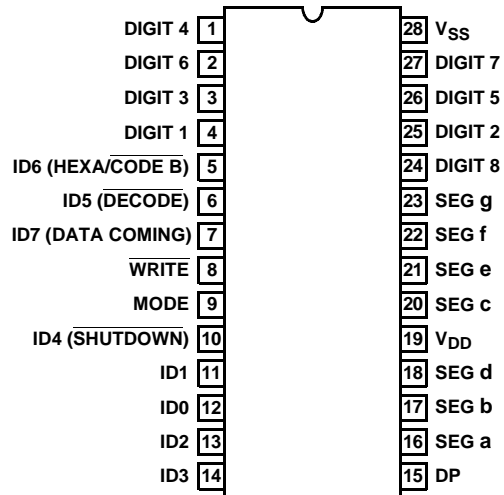 DIGIT 4 1 28 VSS
DIGIT 6 2 27 DIGIT 7
DIGIT 3 3 26 DIGIT 5
DIGIT 1 4 25 DIGIT 2
ID6 (HEXA/CODE B) 5 24 DIGIT 8
ID5 (DECODE) 6 23 SEG g
ID7 (DATA COMING) 7 22 SEG f
WRITE 8 21 SEG e
MODE 9 20 SEG c
ID4 (SHUTDOWN) 10 19 VDD
ID1 11 18 SEG d
ID0 12 17 SEG b
ID2 13 16 SEG a
ID3 14 15 DP